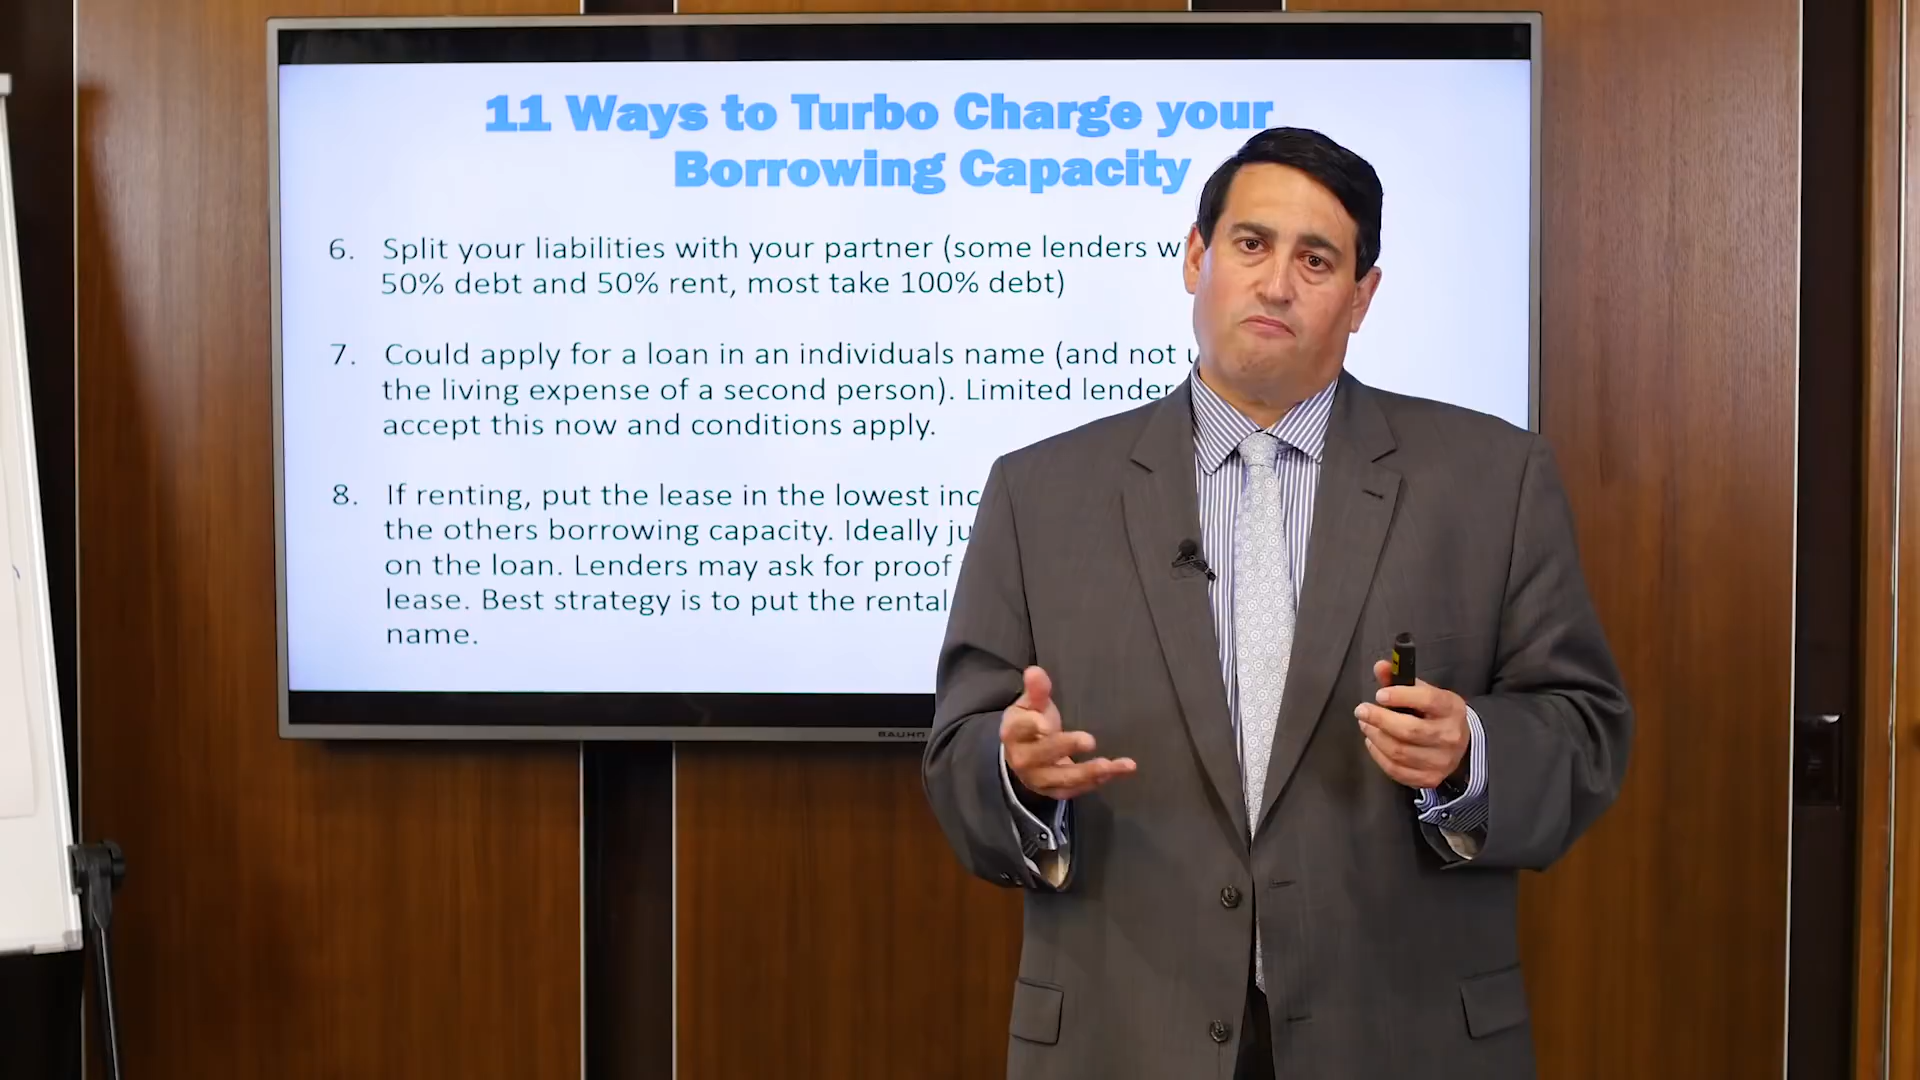 11 Ways to Turbo Charge your
Borrowing Capacity
6. Split your liabilities with your partner (some lenders
50% debt and 50% rent, most take 100% debt)
7. Could apply for a loan in an individuals name (and not
the living expense of a second person). Limited
accept this now and conditions apply.
8. If renting, put the lease in the lowest
the others borrowing capacity. Ideally
on the loan. Lenders may ask for proof
lease. Best strategy is to put the rental
name.
BAUHN